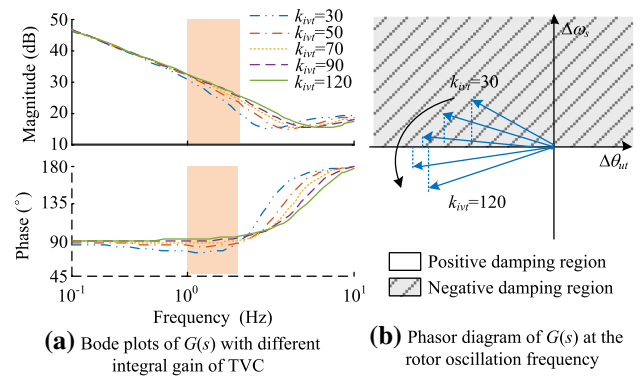 k_ivt=30
k_ivt=50
k_ivt=70
k_ivt=90
k_ivt=120
Magnitude (dB)
50
40
30
20
10
Phase (°)
180
135
90
45
10^-1
10^0
10^1
Frequency (Hz)
(a) Bode plots of G(s) with different
integral gain of TVC
Δω_s
k_ivt=30
Δθ_ut
k_ivt=120
Positive damping region
Negative damping region
(b) Phasor diagram of G(s) at the
rotor oscillation frequency